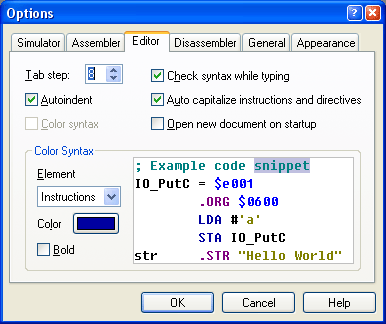 Options
Simulator Assembler Editor Disassembler General Appearance
Tab step: 8
Check syntax while typing
Autoindent
Auto capitalize instructions and directives
Color syntax
Open new document on startup
Color Syntax
Element
Instructions
Color
Bold
; Example code snippet
IO_PutC = $e001
.ORG $0600
LDA #'a'
STA IO_PutC
str .STR "Hello World"
OK Cancel Help